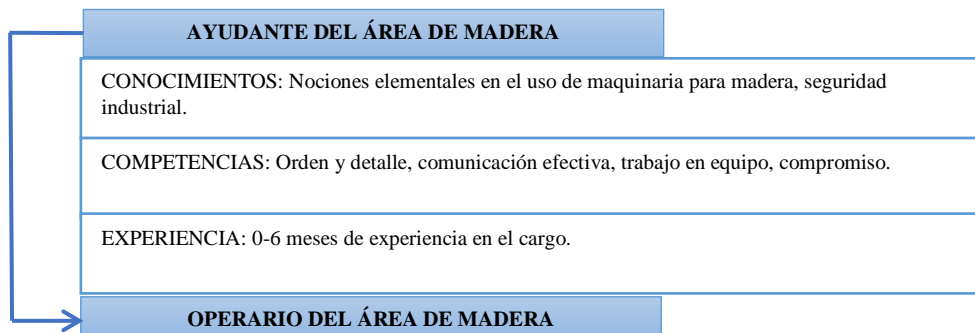 AYUDANTE DEL ÁREA DE MADERA
CONOCIMIENTOS: Nociones elementales en el uso de maquinaria para madera, seguridad
industrial.
COMPETENCIAS: Orden y detalle, comunicación efectiva, trabajo en equipo, compromiso.
EXPERIENCIA: 0-6 meses de experiencia en el cargo.
OPERARIO DEL ÁREA DE MADERA